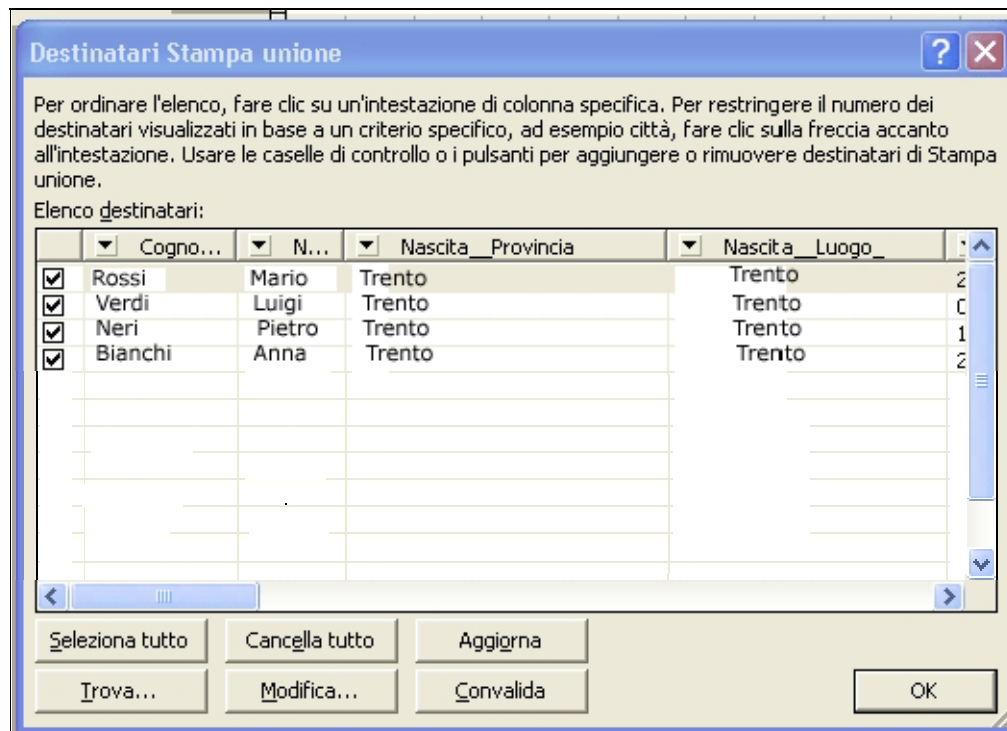 Destinatari Stampa unione
Per ordinare l'elenco, fare clic su un'intestazione di colonna specifica. Per restringere il numero dei
destinatari visualizzati in base a un criterio specifico, ad esempio città, fare clic sulla freccia accanto
all'intestazione. Usare le caselle di controllo o i pulsanti per aggiungere o rimuovere destinatari di Stampa
unione.
Elenco destinatari:
Cogno... N... Nascita__Provincia Nascita__Luogo_
Rossi Mario Trento Trento 2
Verdi Luigi Trento Trento
Neri Pietro Trento Trento 1
Bianchi Anna Trento Trento 2
Seleziona tutto Cancella tutto Aggiorna
Trova... Modifica... Convalida OK